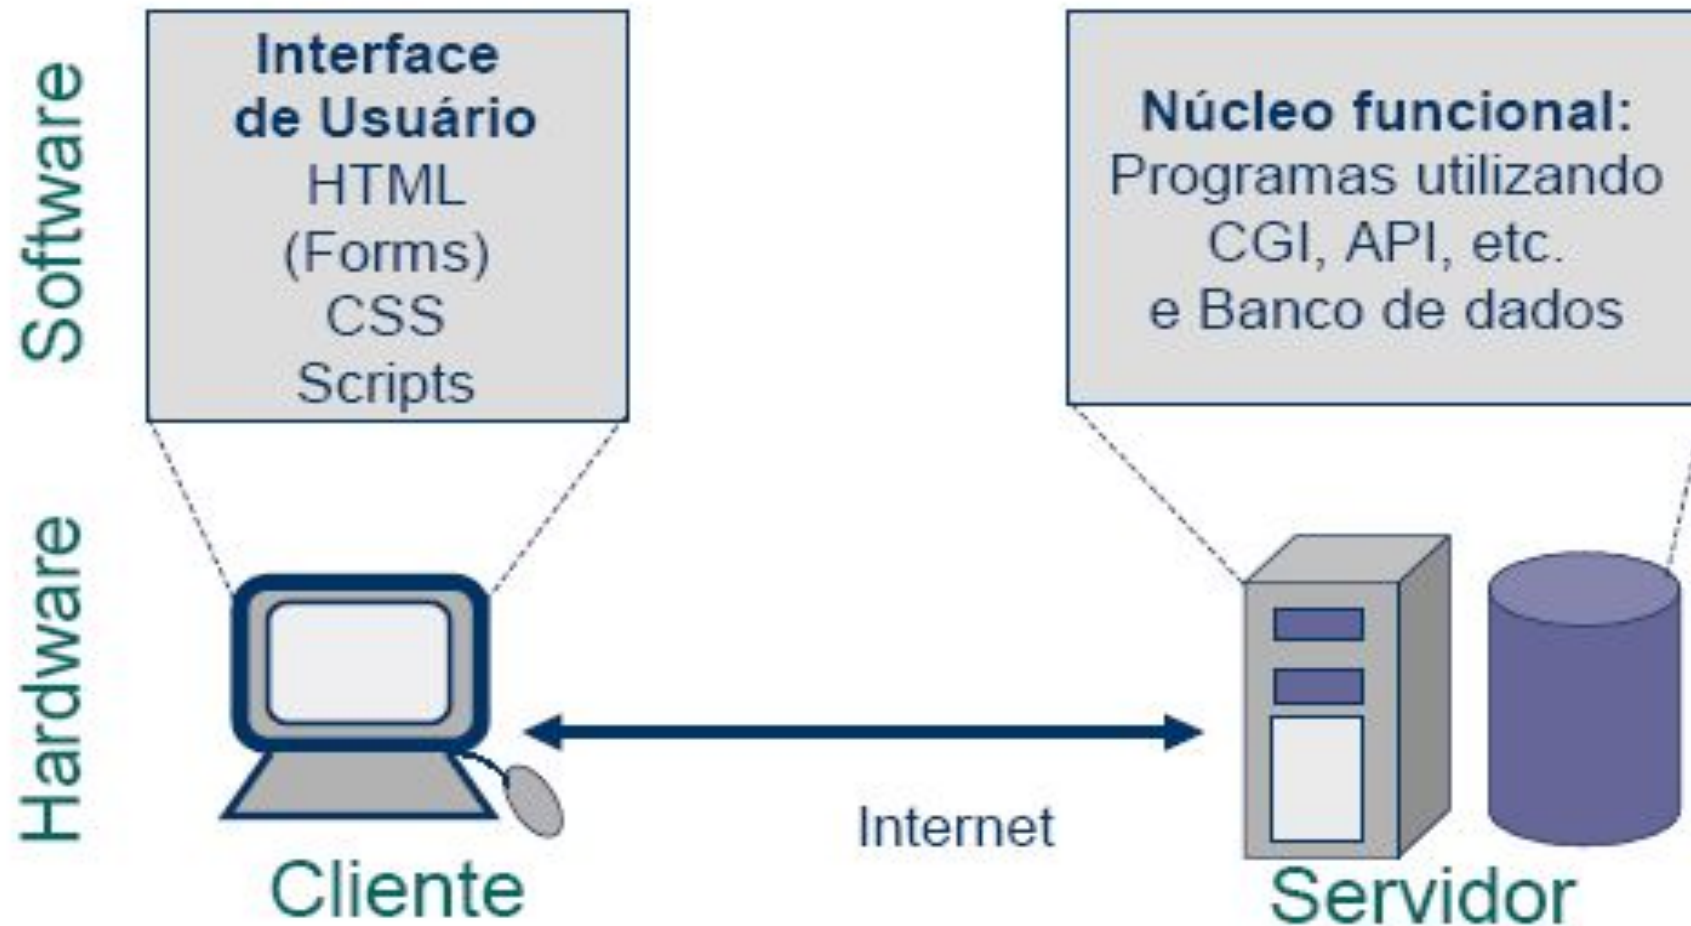 Software
Interface
de Usuário
HTML
(Forms)
CSS
Scripts
Núcleo funcional:
Programas utilizando
CGI, API, etc.
e Banco de dados
Hardware
Internet
Cliente
Servidor